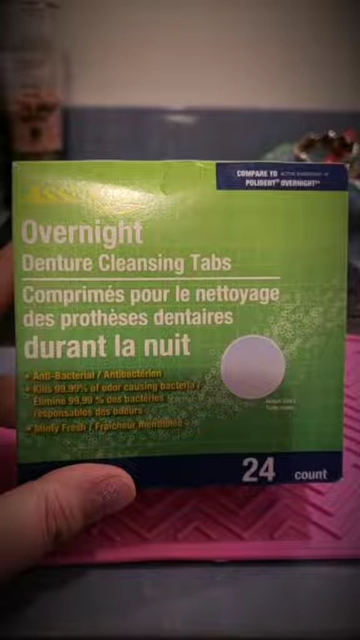 COMPARE TO ACTIVE INGREDIENT OF
POLIDENT® OVERNIGHT**
Overnight
Denture Cleansing Tabs
Comprimés pour le nettoyage
des prothèses dentaires
durant la nuit
• Anti-Bacterial / Antibactérien
• Kills 99.99% of odor causing bacteria /
Élimine 99,99 % des bactéries
responsables des odeurs
• Minty Fresh / Fraîcheur mentholée
24 count